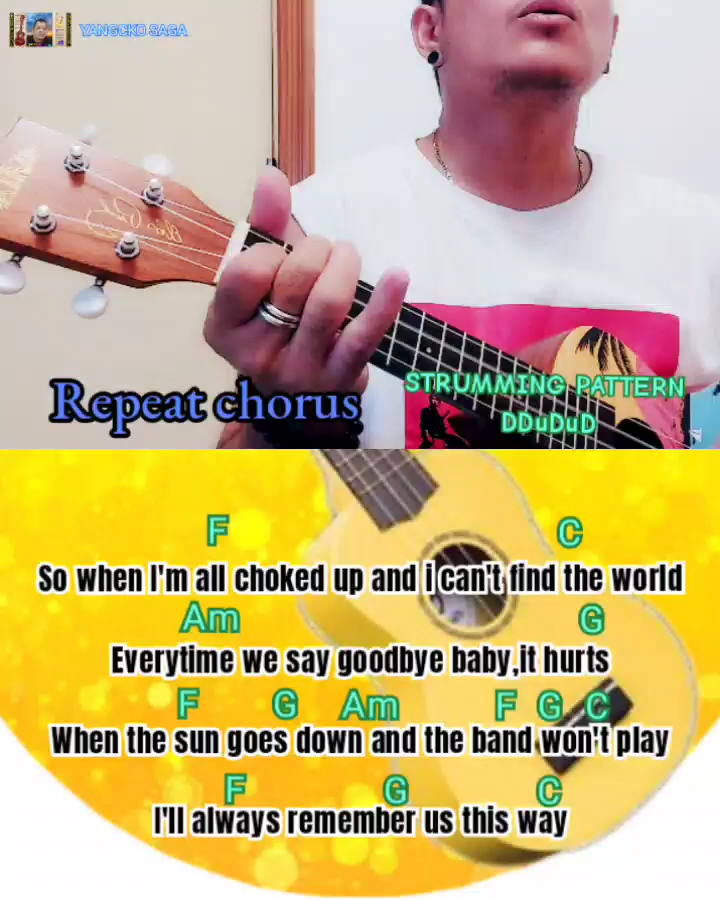 YANGCKO SAGA
Repeat chorus
STRUMMING PATTERN
DDuDuD
F C
So when I'm all choked up and i can't find the world
Am G
Everytime we say goodbye baby,it hurts
F G Am F G C
When the sun goes down and the band won't play
F G C
I'll always remember us this way